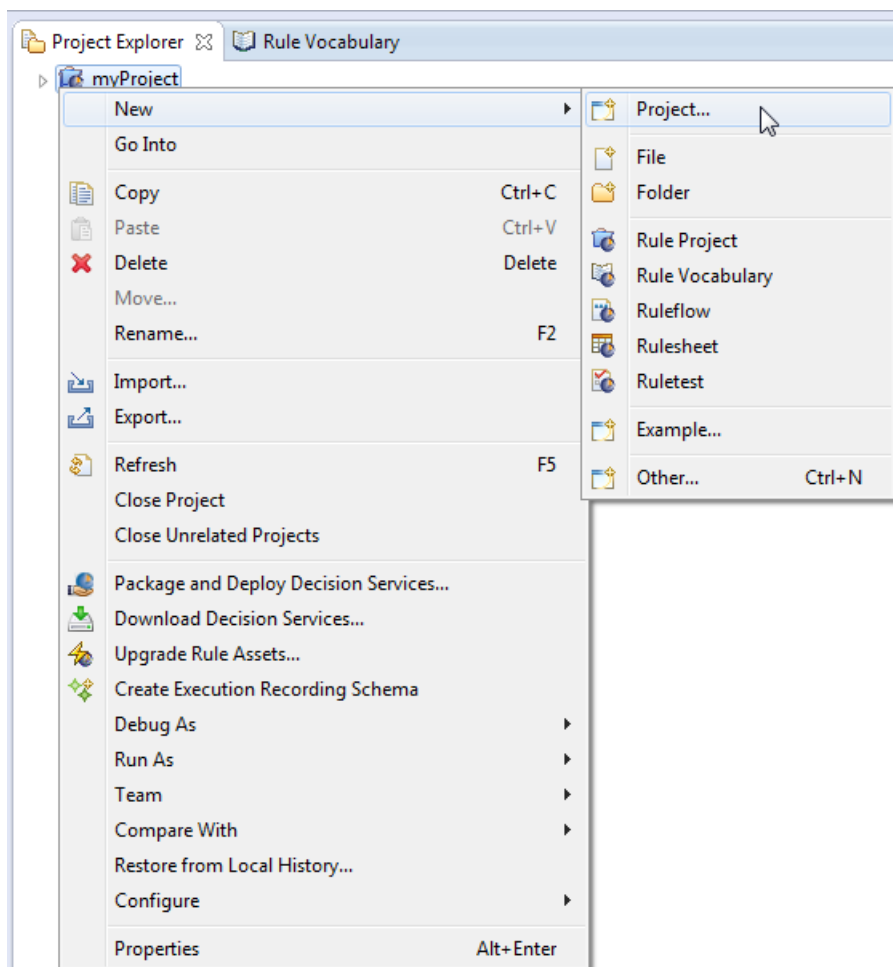 Project Explorer Rule Vocabulary
myProject
New
Go Into
Copy Ctrl+C
Paste Ctrl+V
Delete Delete
Move...
Rename... F2
Import...
Export...
Refresh F5
Close Project
Close Unrelated Projects
Package and Deploy Decision Services...
Download Decision Services...
Upgrade Rule Assets...
Create Execution Recording Schema
Debug As
Run As
Team
Compare With
Restore from Local History...
Configure
Properties Alt+Enter
Project...
File
Folder
Rule Project
Rule Vocabulary
Ruleflow
Rulesheet
Ruletest
Example...
Other... Ctrl+N